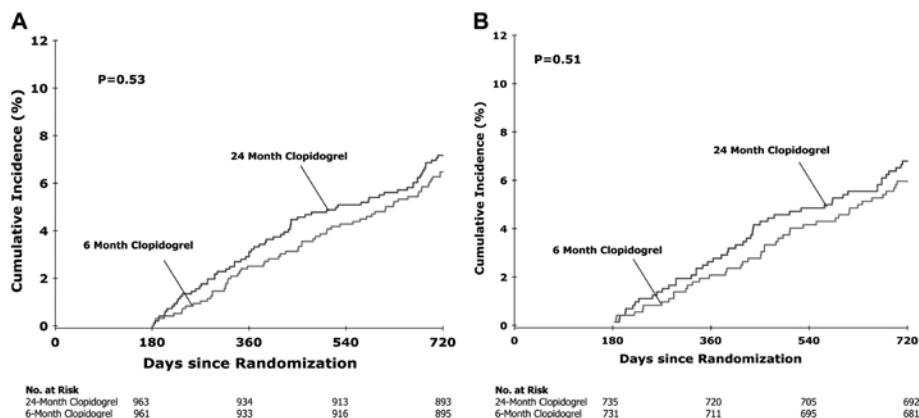 A
12
10
8
6
4
2
0
P=0.53
24 Month Clopidogrel
6 Month Clopidogrel
Cumulative Incidence (%)
0 180 360 540 720
Days since Randomization
No. at Risk
24-Month Clopidogrel 963 934 913 893
6-Month Clopidogrel 961 933 916 895
B
12
10
8
6
4
2
0
P=0.51
24 Month Clopidogrel
6 Month Clopidogrel
Cumulative Incidence (%)
0 180 360 540 720
Days since Randomization
No. at Risk
24-Month Clopidogrel 735 720 705 692
6-Month Clopidogrel 731 711 695 681